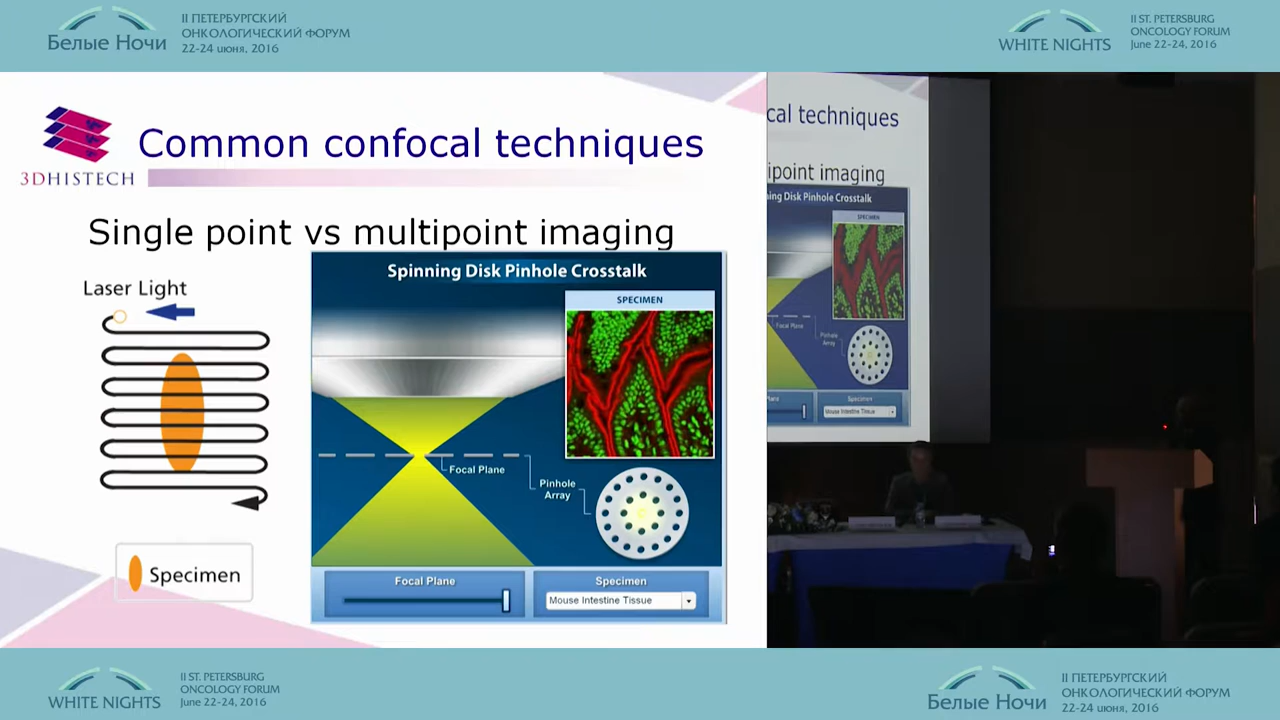 Белые Ночи
II ПЕТЕРБУРГСКИЙ
ОНКОЛОГИЧЕСКИЙ ФОРУМ
22-24 июня, 2016
WHITE NIGHTS
II ST. PETERSBURG
ONCOLOGY FORUM
June 22-24, 2016
3DHISTECH
Common confocal techniques
Single point vs multipoint imaging
Laser Light
Specimen
Spinning Disk Pinhole Crosstalk
SPECIMEN
Focal Plane
Pinhole
Array
Focal Plane
Specimen
Mouse Intestine Tissue
cal techniques
ipoint imaging
ning Disk Pinhole Crosstalk
SPECIMEN
Focal Plane
Pinhole
Array
Plane
Specimen
Mouse Intestine Tissue
WHITE NIGHTS
II ST. PETERSBURG
ONCOLOGY FORUM
June 22-24, 2016
Белые Ночи
II ПЕТЕРБУРГСКИЙ
ОНКОЛОГИЧЕСКИЙ ФОРУМ
22-24 июня, 2016